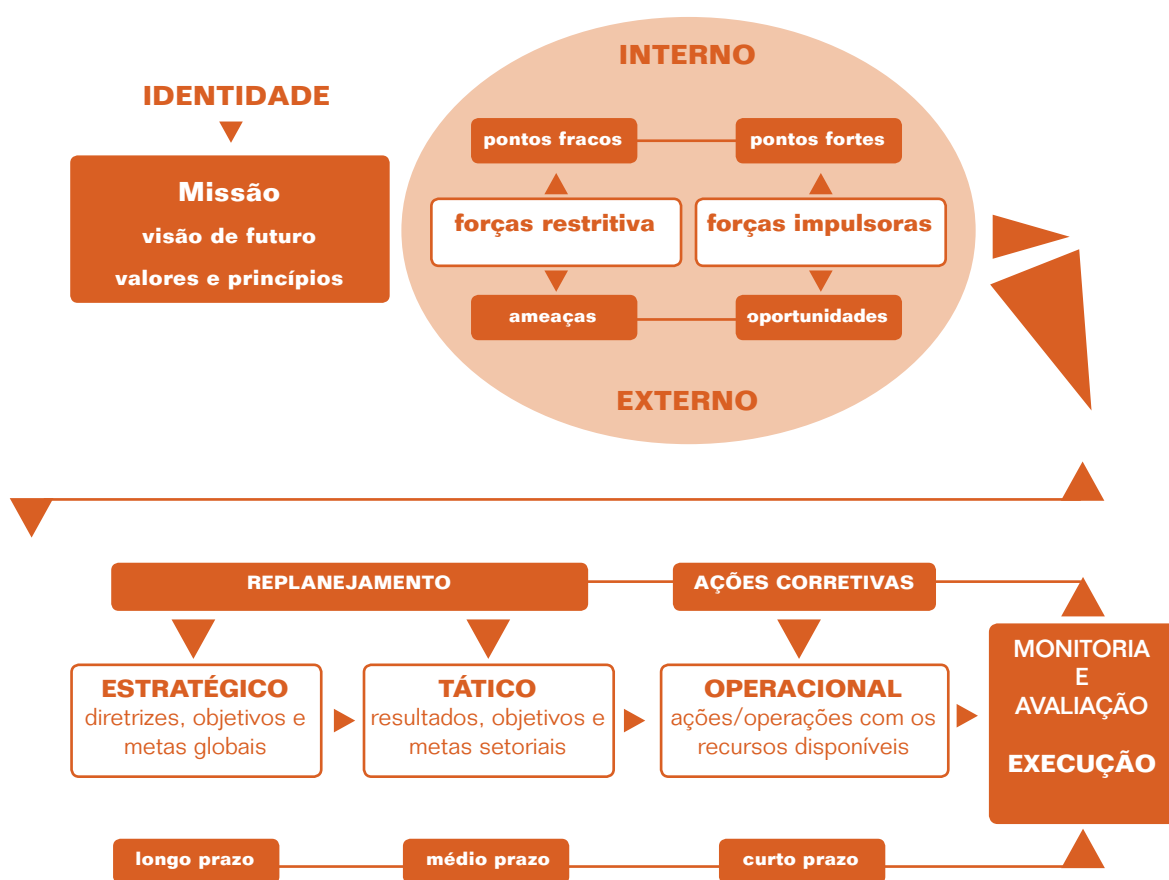 IDENTIDADE
Missão
visão de futuro
valores e princípios
INTERNO
pontos fracos
pontos fortes
forças restritiva
forças impulsoras
ameaças
oportunidades
EXTERNO
REPLANEJAMENTO
AÇÕES CORRETIVAS
ESTRATÉGICO
diretrizes, objetivos e
metas globais
TÁTICO
resultados, objetivos e
metas setoriais
OPERACIONAL
ações/operações com os
recursos disponíveis
MONITORIA
E
AVALIAÇÃO
EXECUÇÃO
longo prazo
médio prazo
curto prazo